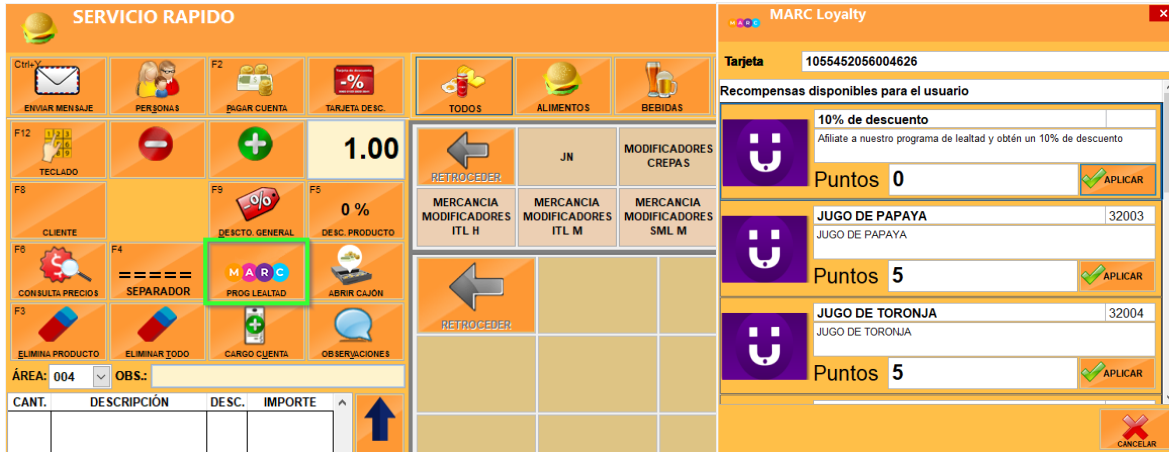 SERVICIO RAPIDO
Ctrl+Y
ENVIAR MENSAJE
PERSONAS
F2
PAGAR CUENTA
Tarjeta de descuento
-%
TARJETA DESC.
TODOS
ALIMENTOS
BEBIDAS
F12
TECLADO
1.00
RETROCEDER
JN
MODIFICADORES
CREPAS
F8
CLIENTE
F9
-%
DESCTO. GENERAL
F5
0 %
DESC. PRODUCTO
MERCANCIA
MODIFICADORES
ITL H
MERCANCIA
MODIFICADORES
ITL M
MERCANCIA
MODIFICADORES
SML M
F6
CONSULTA PRECIOS
F4
=====
SEPARADOR
MARC
PROG LEALTAD
ABRIR CAJÓN
RETROCEDER
F3
ELIMINA PRODUCTO
ELIMINAR TODO
CARGO CUENTA
OBSERVACIONES
ÁREA: 004 OBS.:
CANT. DESCRIPCIÓN DESC. IMPORTE
MARC
MARC Loyalty
Tarjeta 1055452056004626
Recompensas disponibles para el usuario
10% de descuento
Afiliate a nuestro programa de lealtad y obtén un 10% de descuento
Puntos 0 APLICAR
JUGO DE PAPAYA 32003
JUGO DE PAPAYA
Puntos 5 APLICAR
JUGO DE TORONJA 32004
JUGO DE TORONJA
Puntos 5 APLICAR
CANCELAR